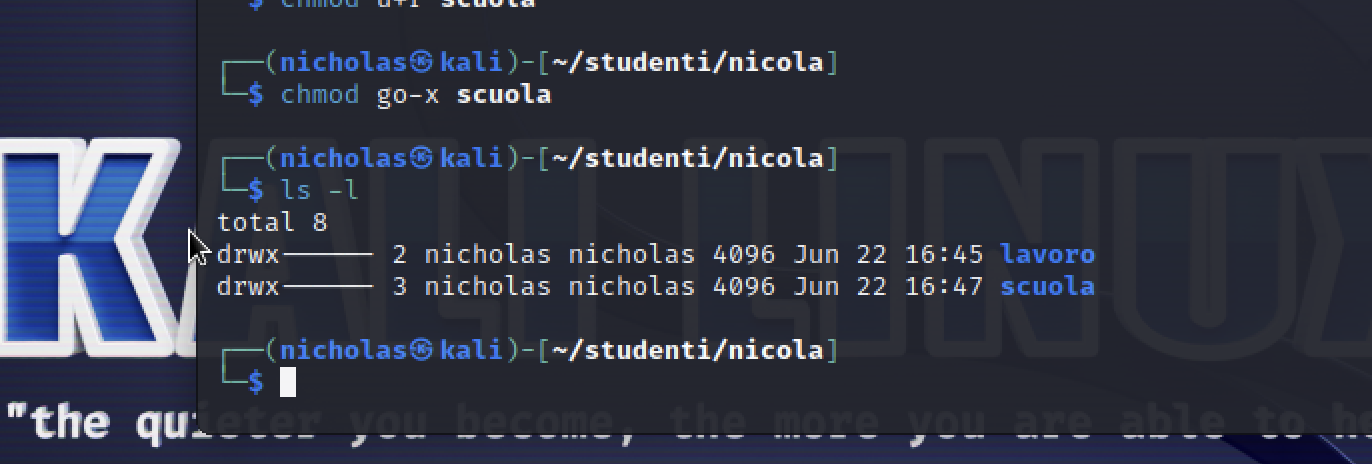 $ chmod u+r scuola
┌──(nicholas㉿kali)-[~/studenti/nicola]
└─$ chmod go-x scuola
┌──(nicholas㉿kali)-[~/studenti/nicola]
└─$ ls -l
total 8
drwx------ 2 nicholas nicholas 4096 Jun 22 16:45 lavoro
drwx------ 3 nicholas nicholas 4096 Jun 22 16:47 scuola
┌──(nicholas㉿kali)-[~/studenti/nicola]
└─$
KALI LINUX
"the quieter you become, the more you are able to